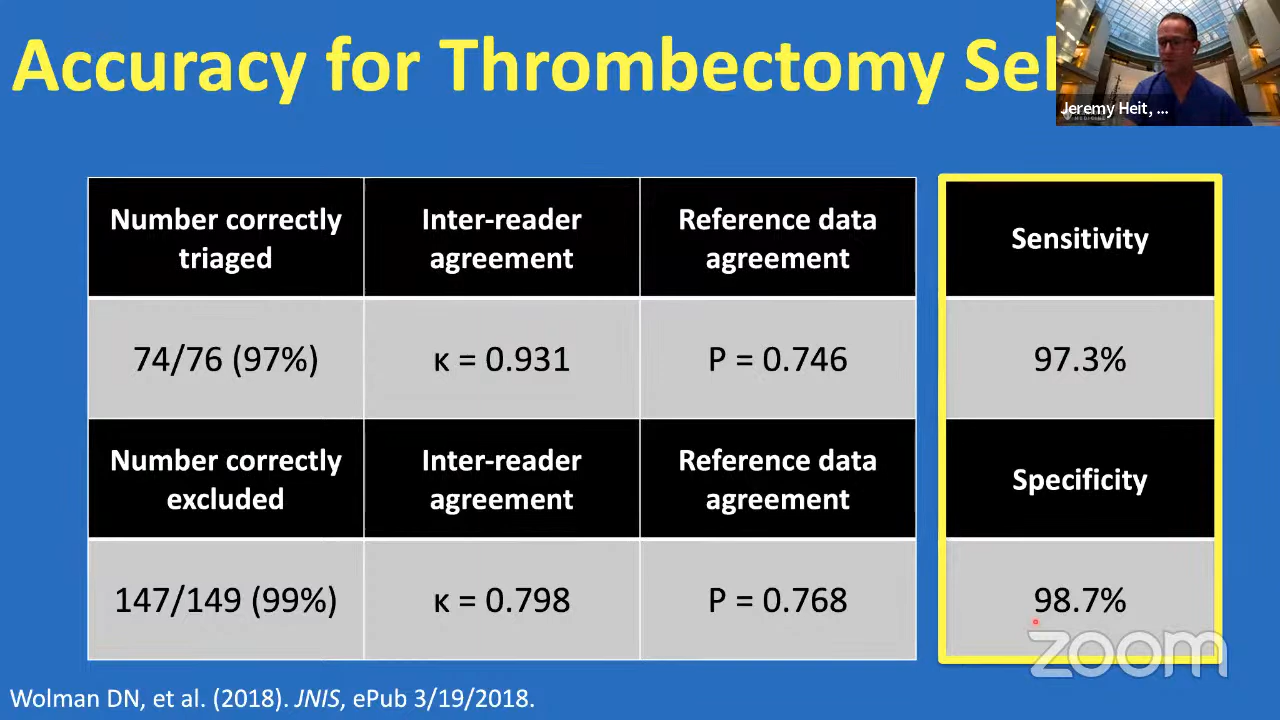 Accuracy for Thrombectomy Sel
Jeremy Heit, ...
Number correctly
triaged
Inter-reader
agreement
Reference data
agreement
Sensitivity
74/76 (97%)
κ = 0.931
P = 0.746
97.3%
Number correctly
excluded
Inter-reader
agreement
Reference data
agreement
Specificity
147/149 (99%)
κ = 0.798
P = 0.768
98.7%
zoom
Wolman DN, et al. (2018). JNIS, ePub 3/19/2018.